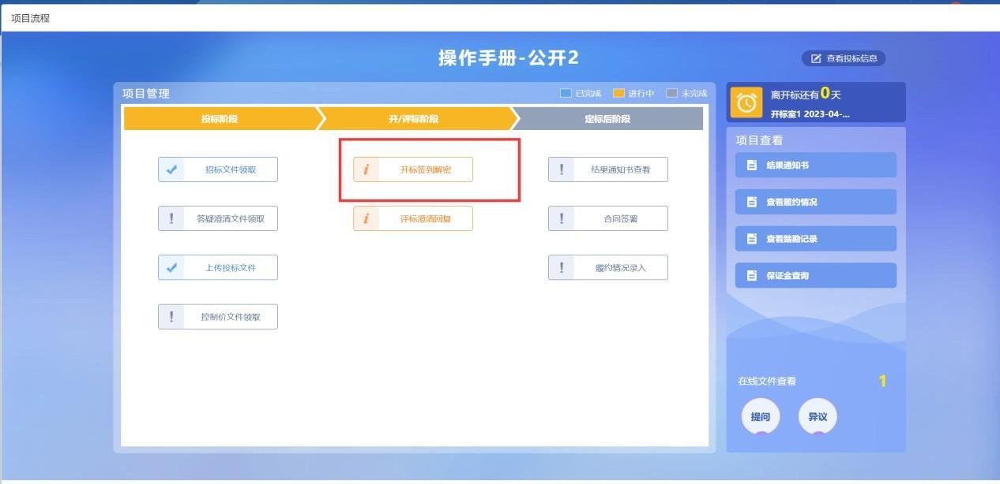 项目流程
操作手册-公开2
查看投标信息
项目管理
已完成 进行中 未完成
投标阶段 开/评标阶段 定标后阶段
招标文件领取 开标签到解密 结果通知书查看
答疑澄清文件领取 评标澄清回复 合同签署
上传投标文件 履约情况录入
控制价文件领取
离开标还有0天
开标室1 2023-04-...
项目查看
结果通知书
查看履约情况
查看踏勘记录
保证金查询
在线文件查看 1
提问 异议